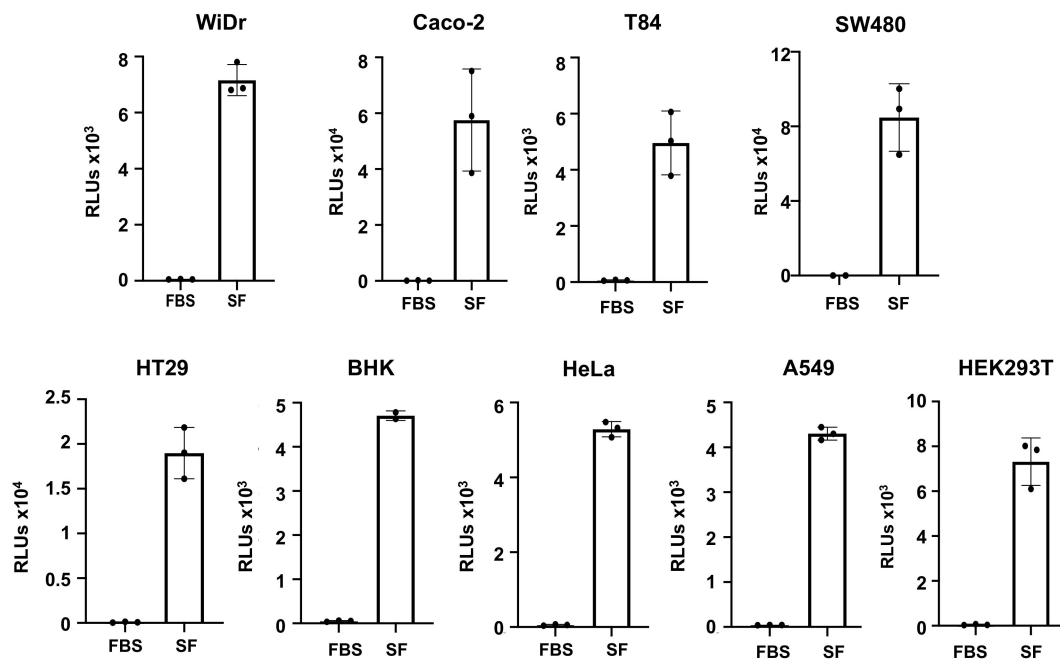 WiDr
8
6
4
2
0
RLUs x10³
FBS
SF
Caco-2
8
6
4
2
0
RLUs x10⁴
FBS
SF
T84
8
6
4
2
0
RLUs x10³
FBS
SF
SW480
12
8
4
0
RLUs x10⁴
FBS
SF
HT29
2.5
2
1.5
1
0.5
0
RLUs x10⁴
FBS
SF
BHK
5
4
3
2
1
0
RLUs x10³
FBS
SF
HeLa
6
4
2
0
RLUs x10³
FBS
SF
A549
5
4
3
4
1
0
RLUs x10³
FBS
SF
HEK293T
10
8
6
4
2
0
RLUs x10³
FBS
SF